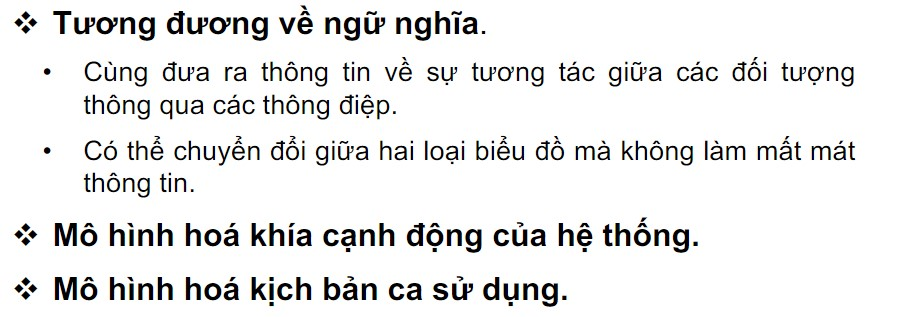 ❖ Tương đương về ngữ nghĩa.
• Cùng đưa ra thông tin về sự tương tác giữa các đối tượng
thông qua các thông điệp.
• Có thể chuyển đổi giữa hai loại biểu đồ mà không làm mất mát
thông tin.
❖ Mô hình hoá khía cạnh động của hệ thống.
❖ Mô hình hoá kịch bản ca sử dụng.